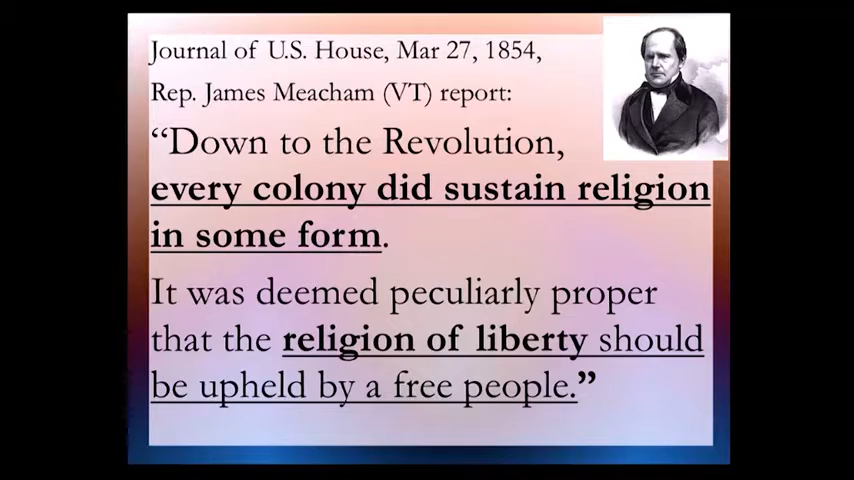 Journal of U.S. House, Mar 27, 1854,
Rep. James Meacham (VT) report:
“Down to the Revolution,
every colony did sustain religion
in some form.
It was deemed peculiarly proper
that the religion of liberty should
be upheld by a free people.”